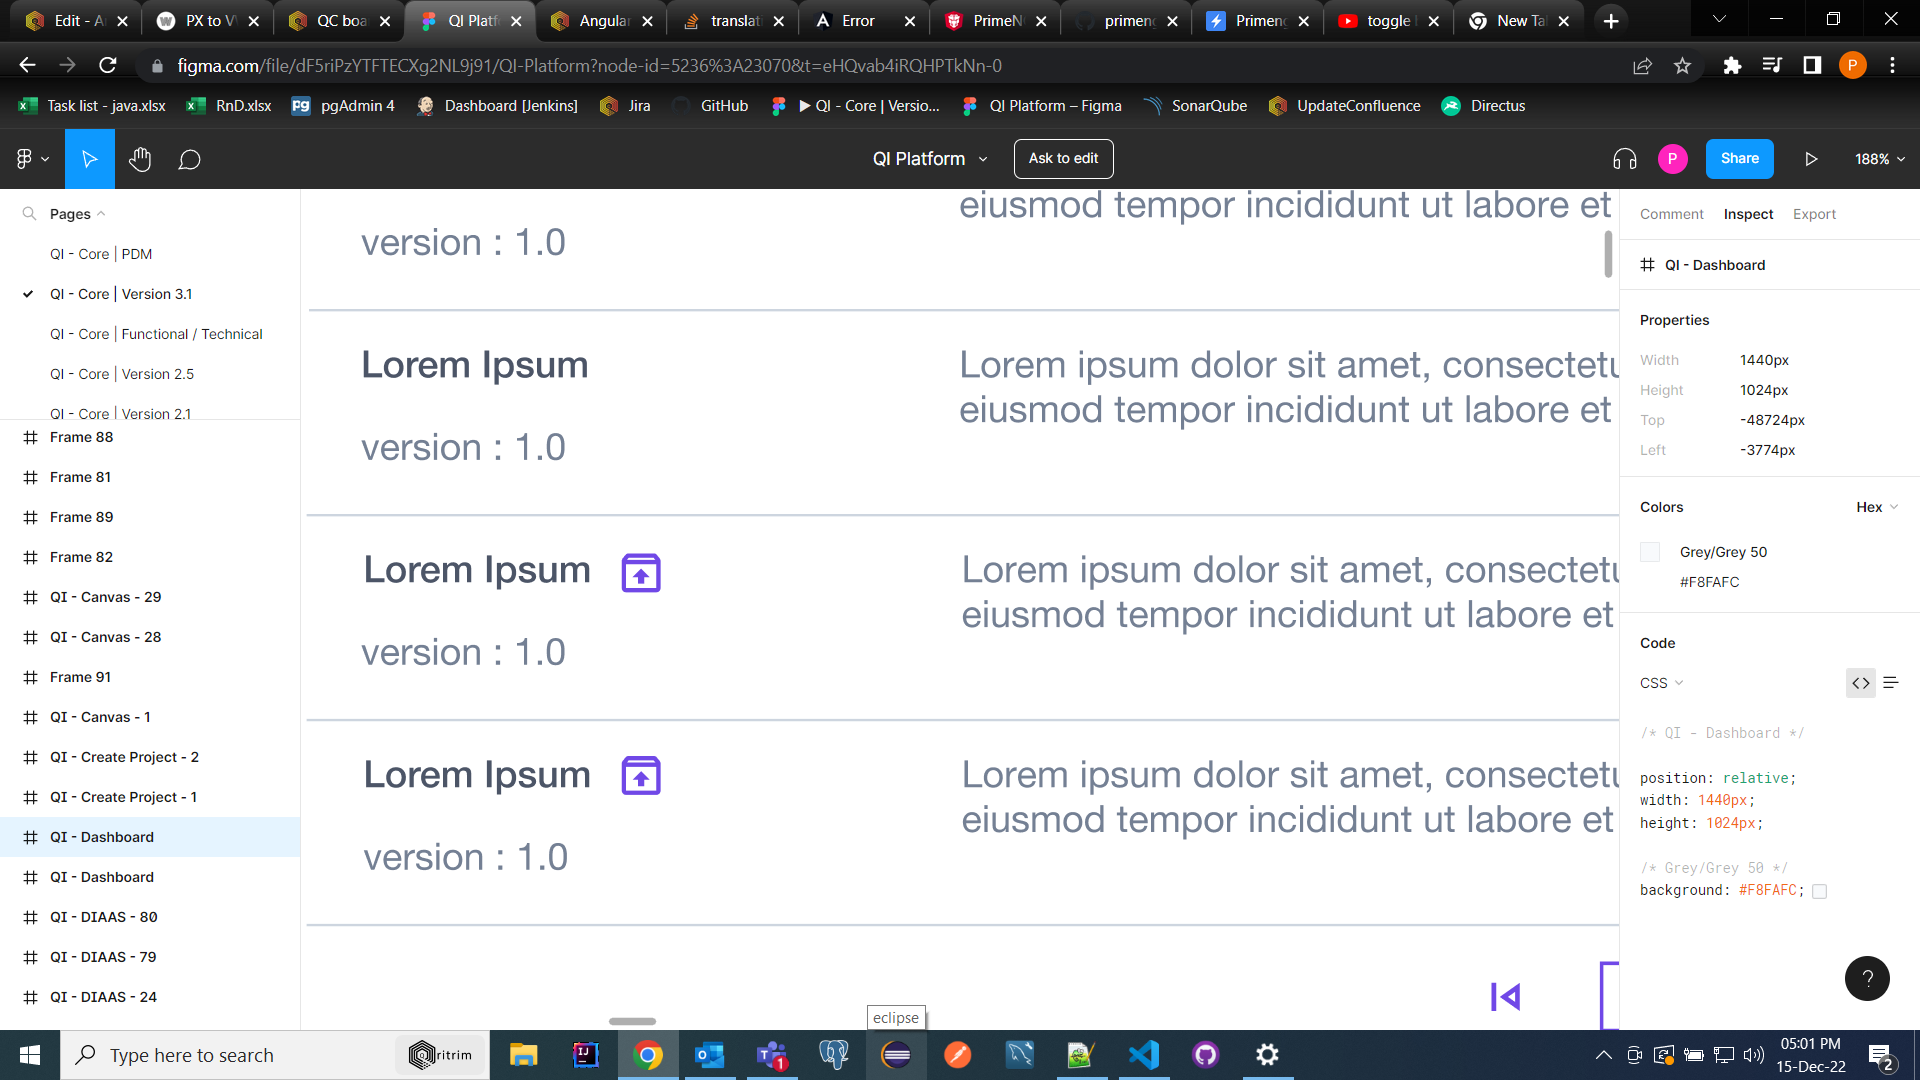 Edit - A
PX to V
QC boa
QI Platf
Angular
translati
Error
PrimeN
primeng
Primeng
toggle
New Ta
figma.com/file/dF5riPzYTFTECXg2NL9j91/QI-Platform?node-id=5236%3A23070&t=eHQvab4iRQHPTkNn-0
P
Task list - java.xlsx
RnD.xlsx
pgAdmin 4
Dashboard [Jenkins]
Jira
GitHub
▶ QI - Core | Versio...
QI Platform – Figma
SonarQube
UpdateConfluence
Directus
QI Platform
Ask to edit
P
Share
188%
Pages
QI - Core | PDM
QI - Core | Version 3.1
QI - Core | Functional / Technical
QI - Core | Version 2.5
QI - Core | Version 2.1
Frame 88
Frame 81
Frame 89
Frame 82
QI - Canvas - 29
QI - Canvas - 28
Frame 91
QI - Canvas - 1
QI - Create Project - 2
QI - Create Project - 1
QI - Dashboard
QI - Dashboard
QI - DIAAS - 80
QI - DIAAS - 79
QI - DIAAS - 24
eiusmod tempor incididunt ut labore et
version : 1.0
Lorem Ipsum
Lorem ipsum dolor sit amet, consectetu
eiusmod tempor incididunt ut labore et
version : 1.0
Lorem Ipsum
Lorem ipsum dolor sit amet, consectetu
eiusmod tempor incididunt ut labore et
version : 1.0
Lorem Ipsum
Lorem ipsum dolor sit amet, consectetu
eiusmod tempor incididunt ut labore et
version : 1.0
Comment
Inspect
Export
QI - Dashboard
Properties
Width 1440px
Height 1024px
Top -48724px
Left -3774px
Colors
Hex
Grey/Grey 50
#F8FAFC
Code
CSS
/* QI - Dashboard */
position: relative;
width: 1440px;
height: 1024px;
/* Grey/Grey 50 */
background: #F8FAFC;
?
eclipse
Type here to search
Qritrim
IJ
1
05:01 PM
15-Dec-22
2